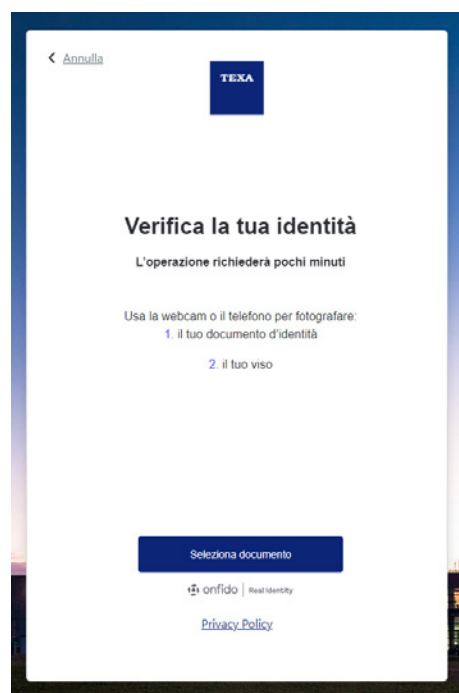 Annulla
TEXA
Verifica la tua identità
L'operazione richiederà pochi minuti
Usa la webcam o il telefono per fotografare:
1. il tuo documento d'identità
2. il tuo viso
Seleziona documento
onfido | Real Identity
Privacy Policy